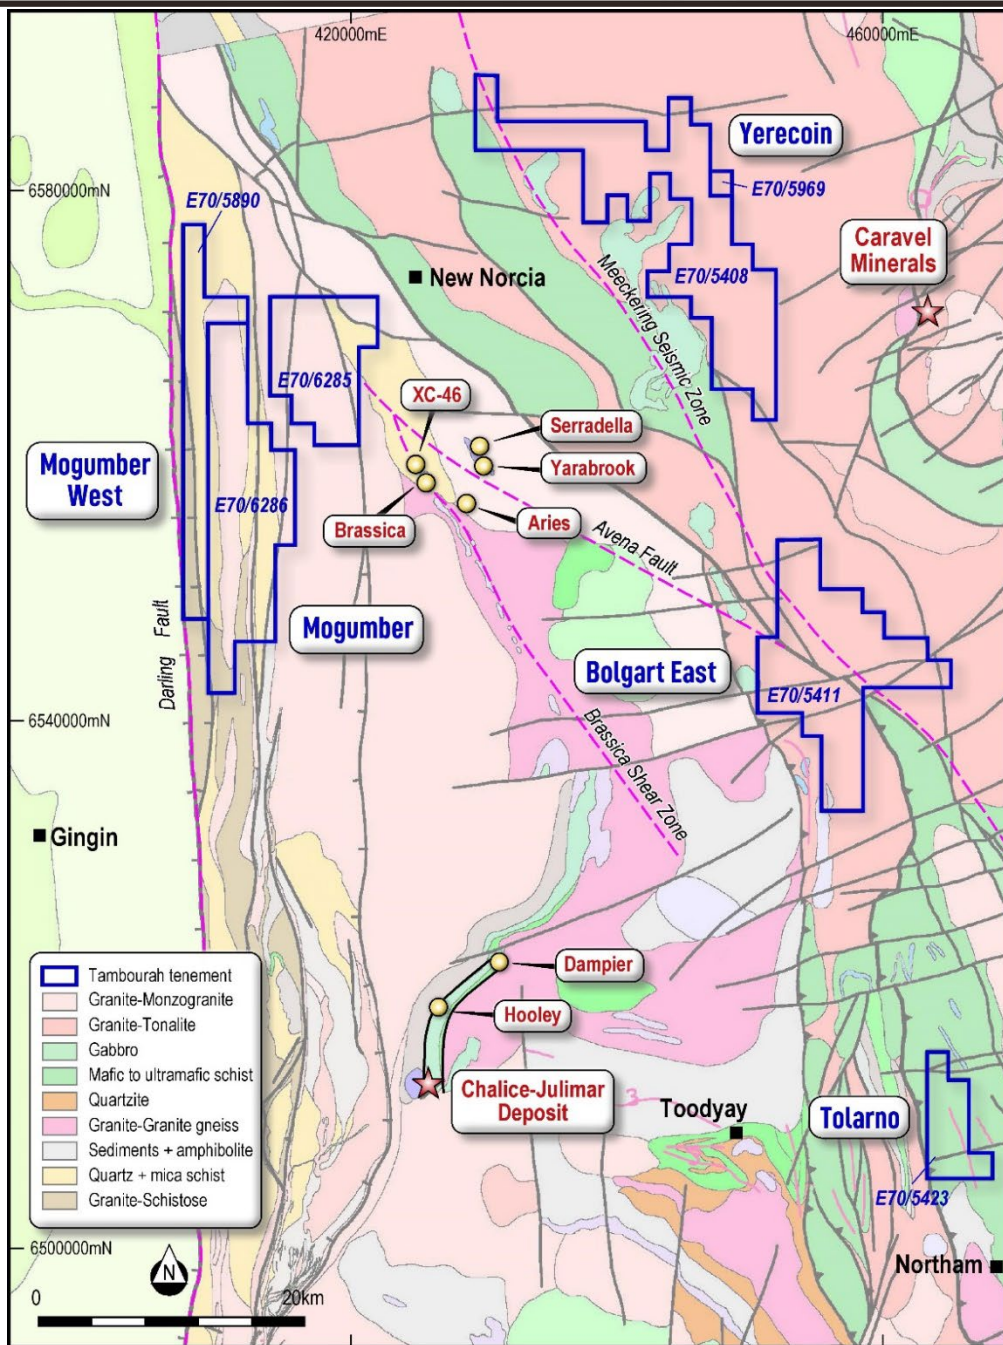 420000mE
460000mE
Yerecoin
6580000mN
E70/5969
E70/5890
Caravel
Minerals
New Norcia
E70/5408
Meeckering Seismic Zone
E70/6285
XC-46
Serradella
Mogumber
West
Yarabrook
E70/6286
Brassica
Aries
Avena Fault
Mogumber
Darling Fault
Bolgart East
E70/5411
6540000mN
Brassica Shear Zone
Gingin
Tambourah tenement
Granite-Monzogranite
Granite-Tonalite
Gabbro
Mafic to ultramafic schist
Quartzite
Granite-Granite gneiss
Sediments + amphibolite
Quartz + mica schist
Granite-Schistose
Dampier
Hooley
Chalice-Julimar
Deposit
Toodyay
Tolarno
E70/5423
6500000mN
Northam
N
0
20km